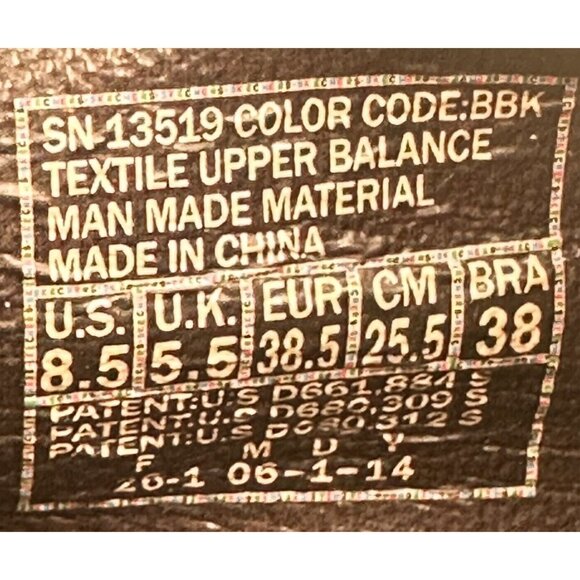 SN-13519 COLOR CODE:BBK
TEXTILE UPPER BALANCE
MAN MADE MATERIAL
MADE IN CHINA
U.S. U.K. EUR CM BRA
8.5 5.5 38.5 25.5 38
PATENT:U.S D661,884 S
PATENT:U.S D680,309 S
PATENT:U.S D680,312 S
F M D Y
26-1 06-1-14